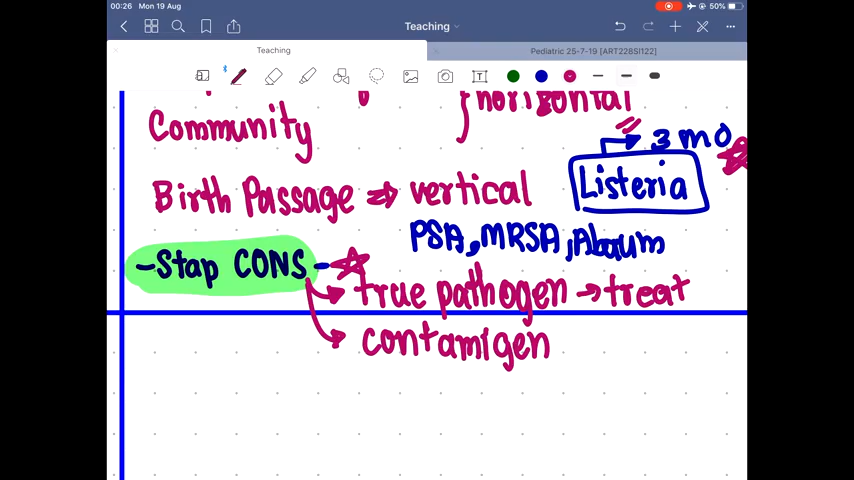 00:26 Mon 19 Aug
50%
Teaching
Teaching
Pediatric 25-7-19 [ART228SI122]
horizontal
Community
3 mo
Listeria
Birth Passage ⇒ vertical
PSA, MRSA, Abaum
-Stap CONS -☆
→ true pathogen → treat
→ contamigen